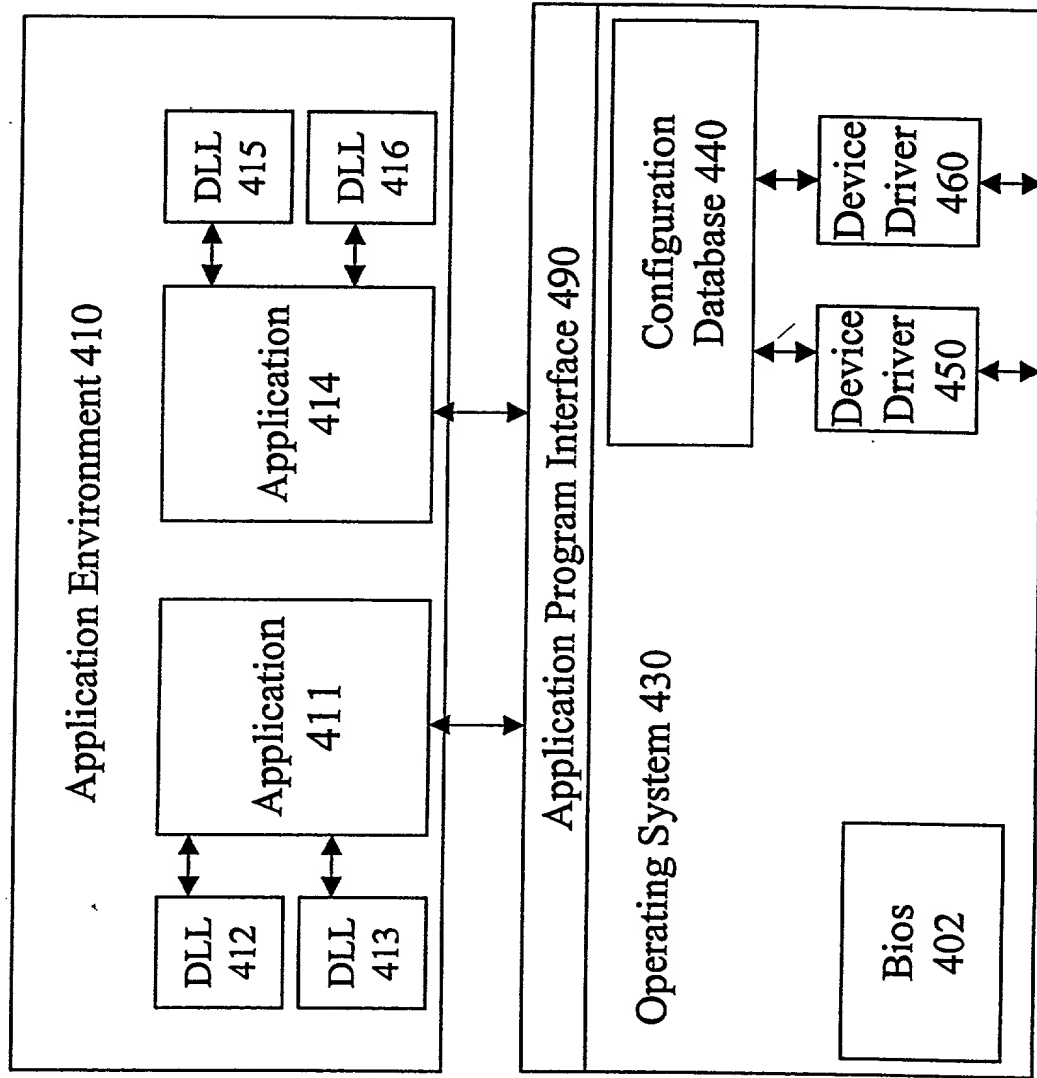 Application Environment 410
DLL
412
DLL
413
Application
411
Application
414
DLL
415
DLL
416
Application Program Interface 490
Operating System 430
Bios
402
Configuration
Database 440
Device
Driver
450
Device
Driver
460